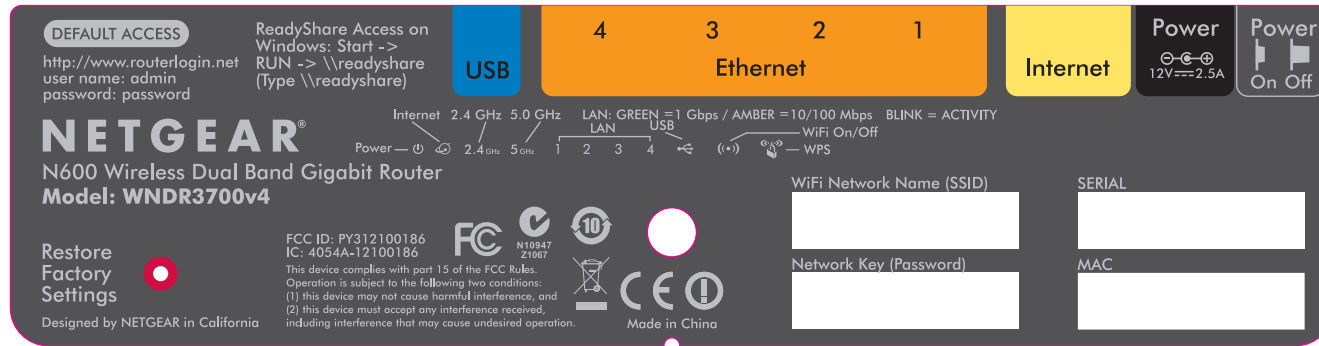 DEFAULT ACCESS
http://www.routerlogin.net
user name: admin
password: password
ReadyShare Access on
Windows: Start ->
RUN -> \\readyshare
(Type \\readyshare)
USB
4 3 2 1
Ethernet
Internet
Power
12V 2.5A
Power
On Off
Internet 2.4 GHz 5.0 GHz LAN: GREEN =1 Gbps / AMBER =10/100 Mbps BLINK = ACTIVITY
LAN USB
WiFi On/Off
Power 2.4 GHz 5 GHz 1 2 3 4
WPS
NETGEAR®
N600 Wireless Dual Band Gigabit Router
Model: WNDR3700v4
WiFi Network Name (SSID)
SERIAL
Network Key (Password)
MAC
Restore
Factory
Settings
Designed by NETGEAR in California
FCC ID: PY312100186
IC: 4054A-12100186
FC
N10947
Z1067
10
This device complies with part 15 of the FCC Rules.
Operation is subject to the following two conditions:
(1) this device may not cause harmful interference, and
(2) this device must accept any interference received,
including interference that may cause undesired operation.
CE
Made in China